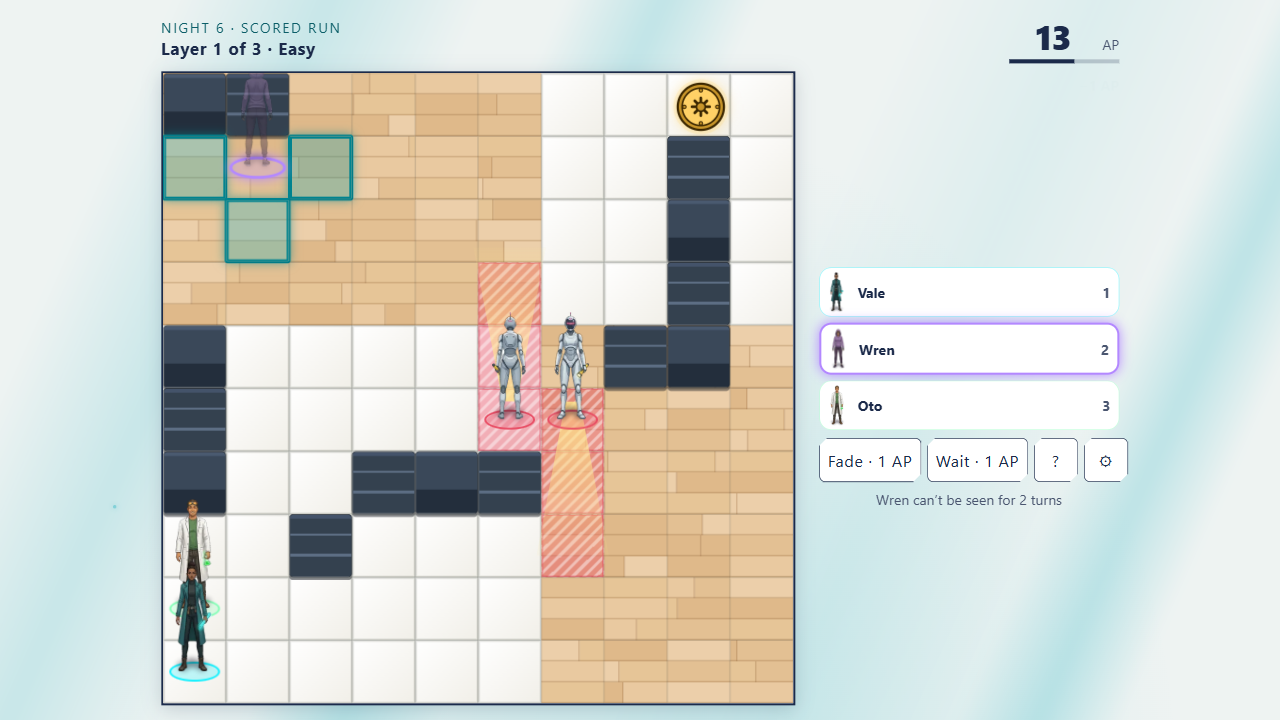 NIGHT 6 · SCORED RUN
Layer 1 of 3 · Easy
13 AP
Vale 1
Wren 2
Oto 3
Fade · 1 AP
Wait · 1 AP
?
Wren can't be seen for 2 turns